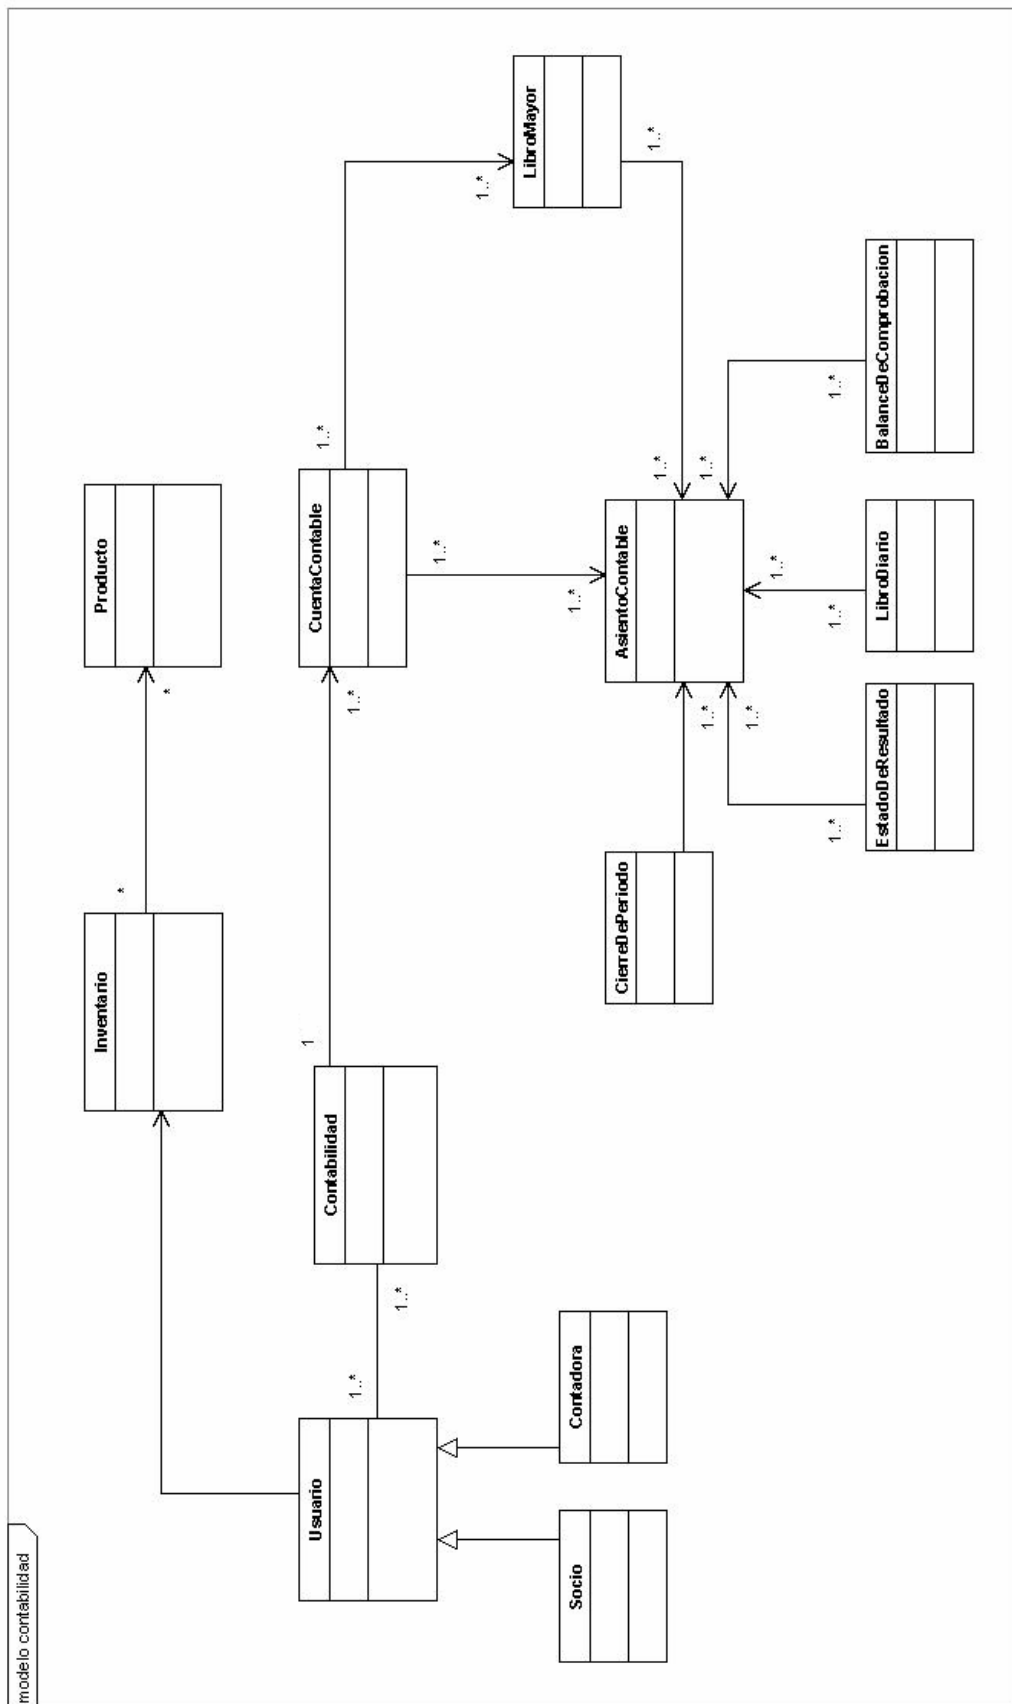 modelo contabilidad
Inventario
Producto
*
*
Usuario
1..*
1..*
Contabilidad
1
1..*
CuentaContable
1..*
1..*
1..*
LibroMayor
1..*
Socio
Contadora
1..*
CierreDePeriodo
AsientoContable
1..*
1..*
1..*
1..*
1..*
1..*
1..*
1..*
EstadoDeResultado
LibroDiario
BalanceDeComprobacion